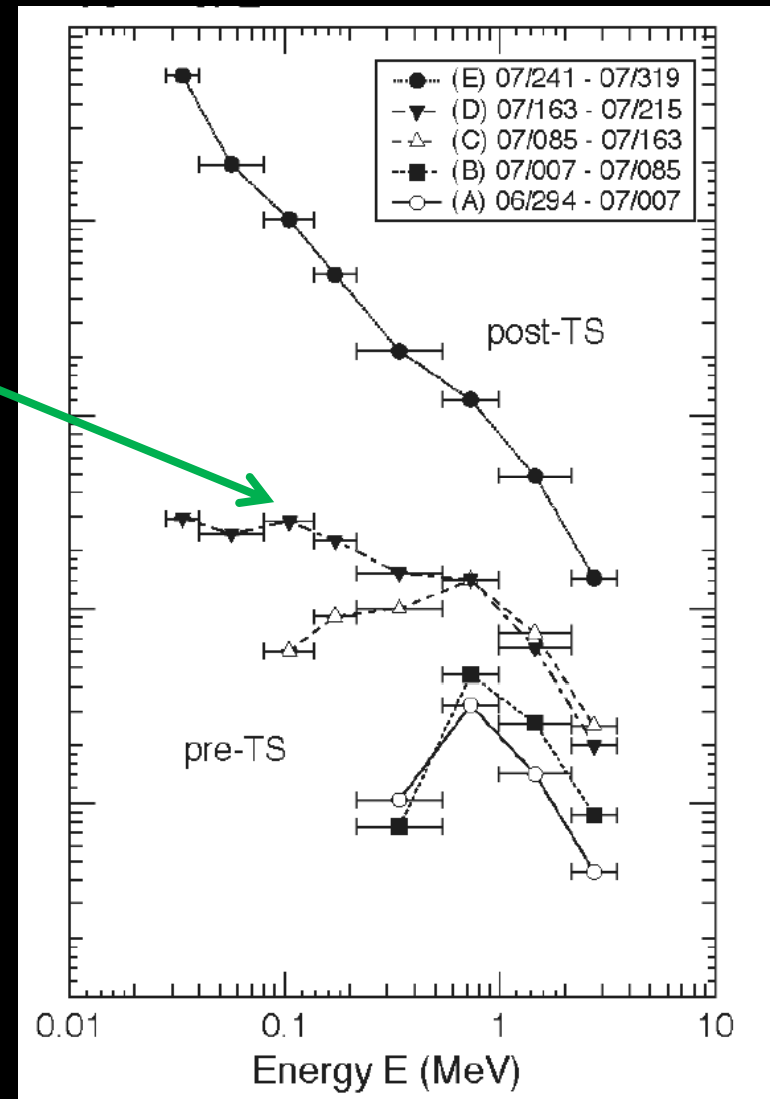 (E) 07/241 - 07/319
(D) 07/163 - 07/215
(C) 07/085 - 07/163
(B) 07/007 - 07/085
(A) 06/294 - 07/007
post-TS
pre-TS
0.01 0.1 1 10
Energy E (MeV)